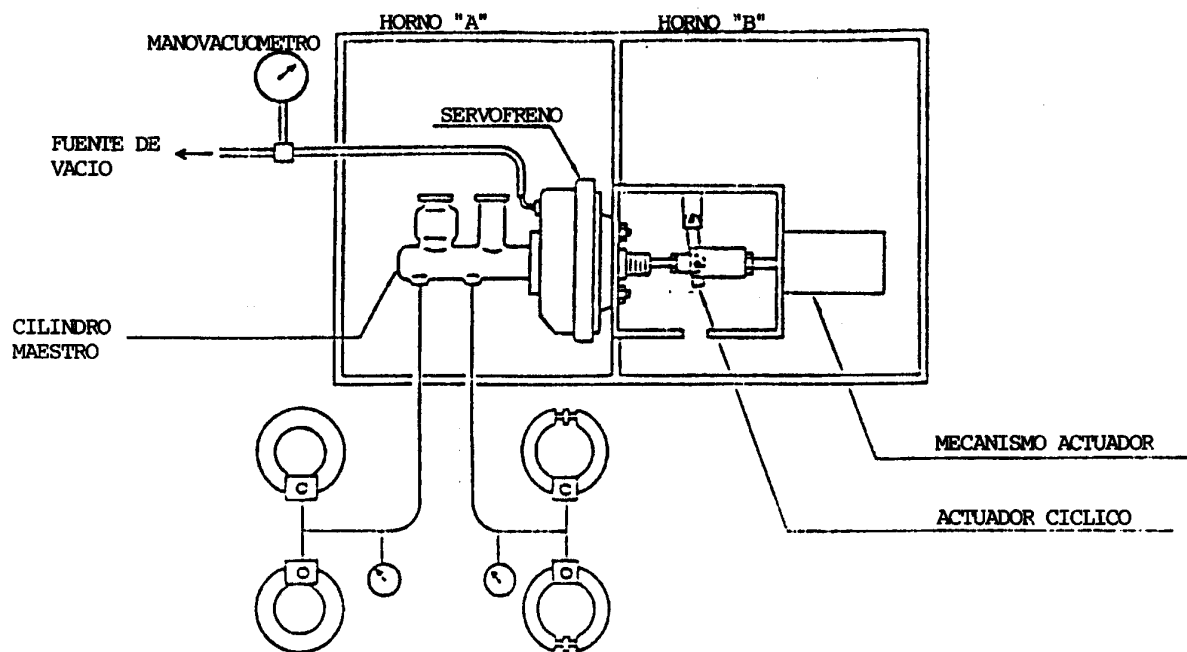 HORNO "A"
HORNO "B"
MANOVACUOMETRO
SERVOFRENO
FUENTE DE
VACIO
CILINDRO
MAESTRO
MECANISMO ACTUADOR
ACTUADOR CICLICO
C
C
O
O